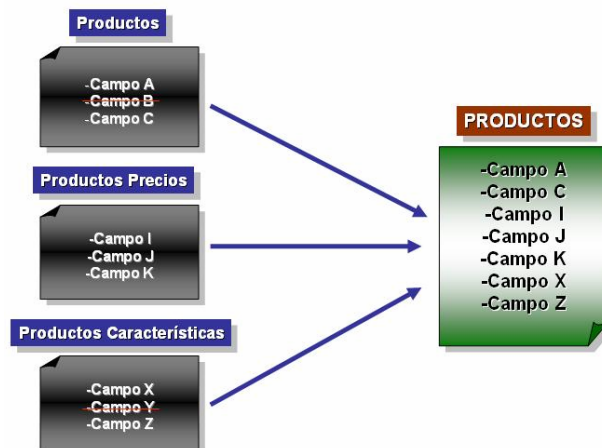 Productos
-Campo A
-Campo B
-Campo C
Productos Precios
-Campo I
-Campo J
-Campo K
Productos Características
-Campo X
-Campo Y
-Campo Z
PRODUCTOS
-Campo A
-Campo C
-Campo I
-Campo J
-Campo K
-Campo X
-Campo Z